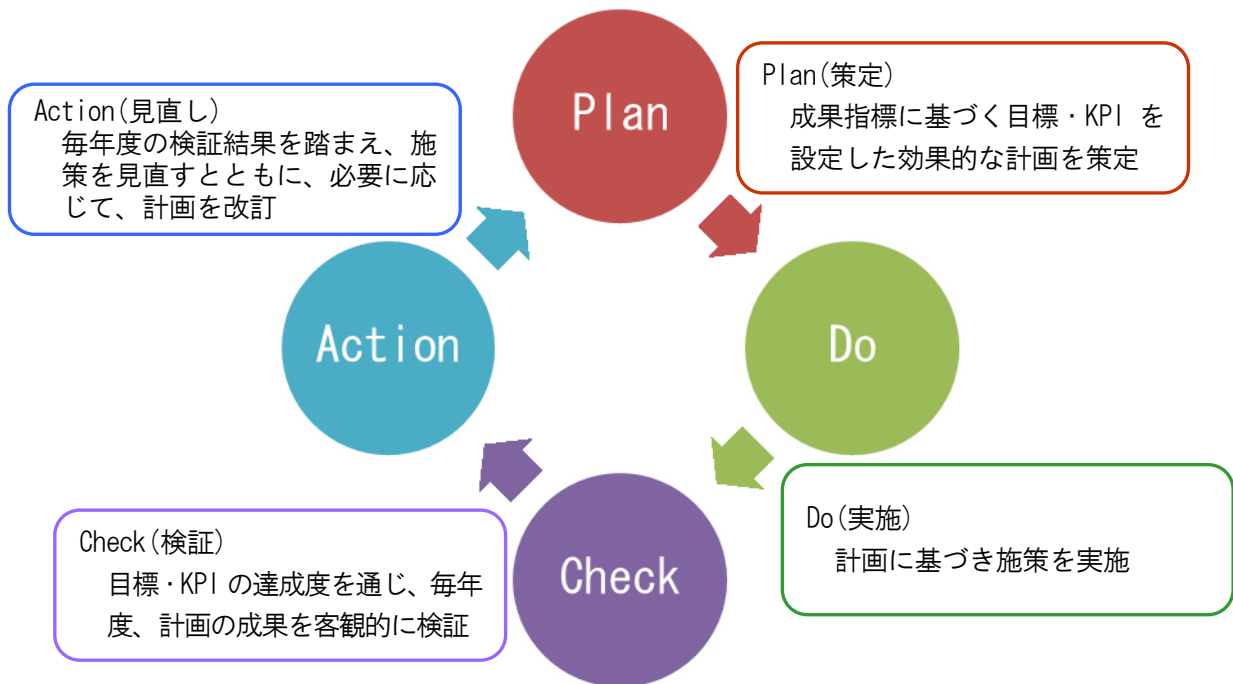 Plan
Plan(策定)
成果指標に基づく目標・KPI を
設定した効果的な計画を策定
Do
Do(実施)
計画に基づき施策を実施
Check
Check(検証)
目標・KPI の達成度を通じ、毎年
度、計画の成果を客観的に検証
Action
Action(見直し)
毎年度の検証結果を踏まえ、施
策を見直すとともに、必要に応
じて、計画を改訂